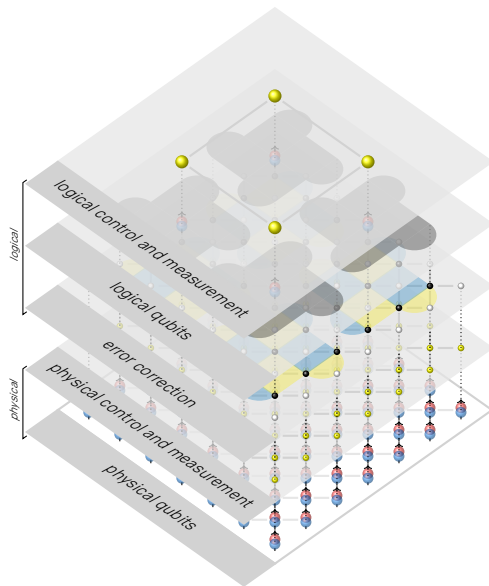 logical control and measurement
logical qubits
error correction
physical control and measurement
physical qubits
logical
physical